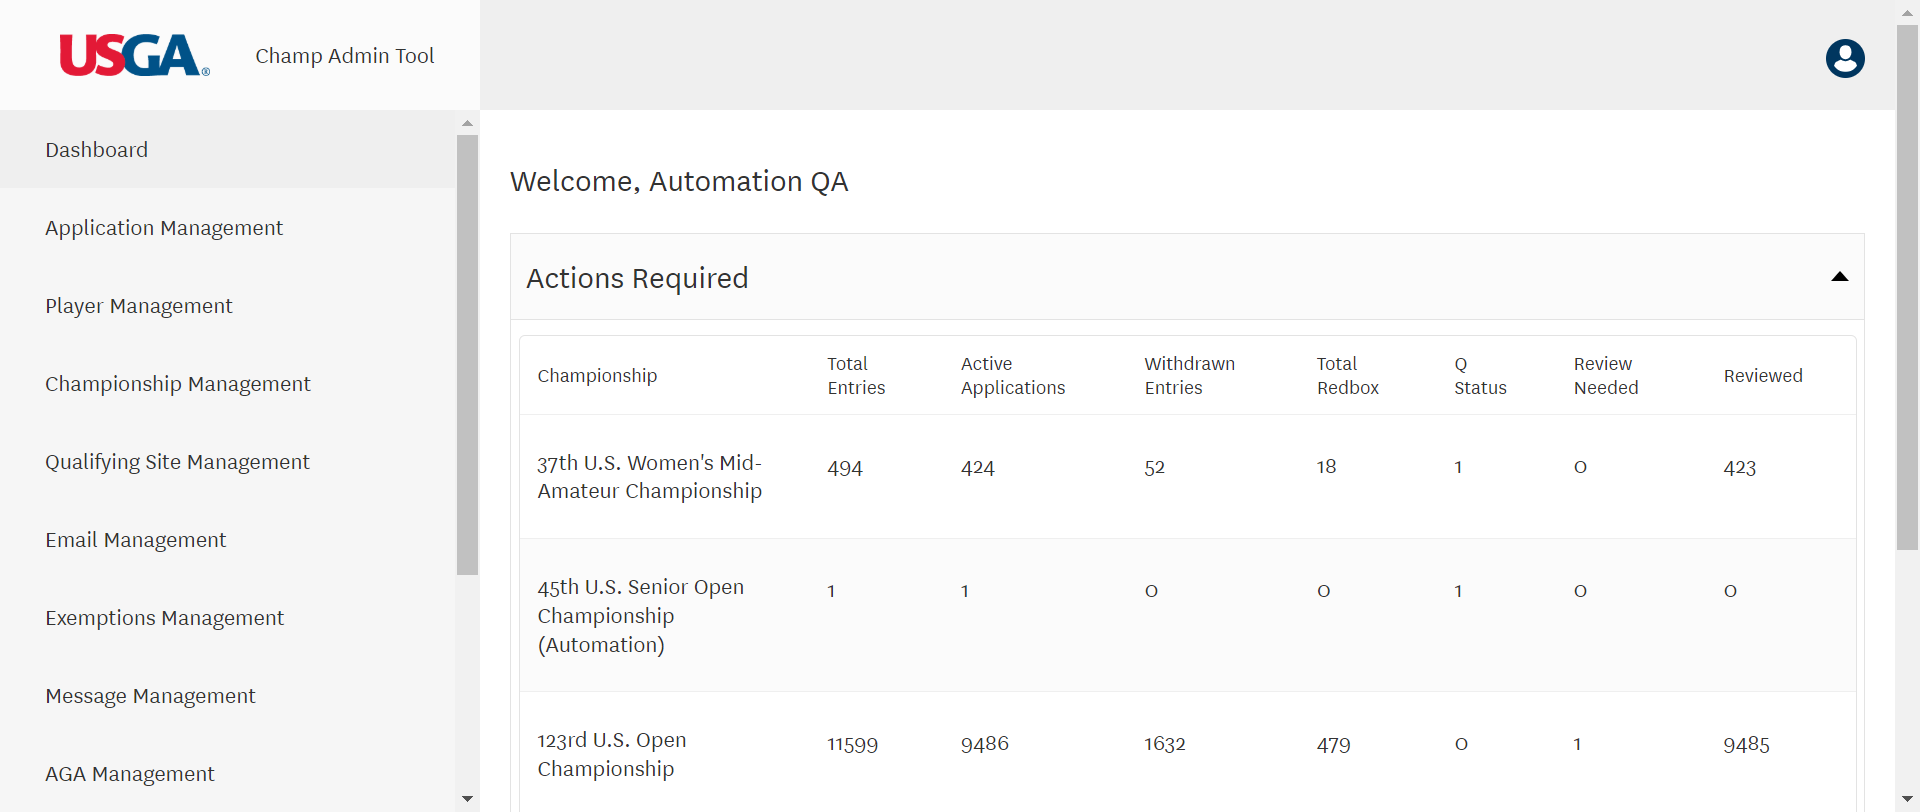 USGA®
Champ Admin Tool
Dashboard
Application Management
Player Management
Championship Management
Qualifying Site Management
Email Management
Exemptions Management
Message Management
AGA Management
Welcome, Automation QA
Actions Required
Championship
Total
Entries
Active
Applications
Withdrawn
Entries
Total
Redbox
Q
Status
Review
Needed
Reviewed
37th U.S. Women's Mid-
Amateur Championship
494
424
52
18
1
0
423
45th U.S. Senior Open
Championship
(Automation)
1
1
0
0
1
0
0
123rd U.S. Open
Championship
11599
9486
1632
479
0
1
9485